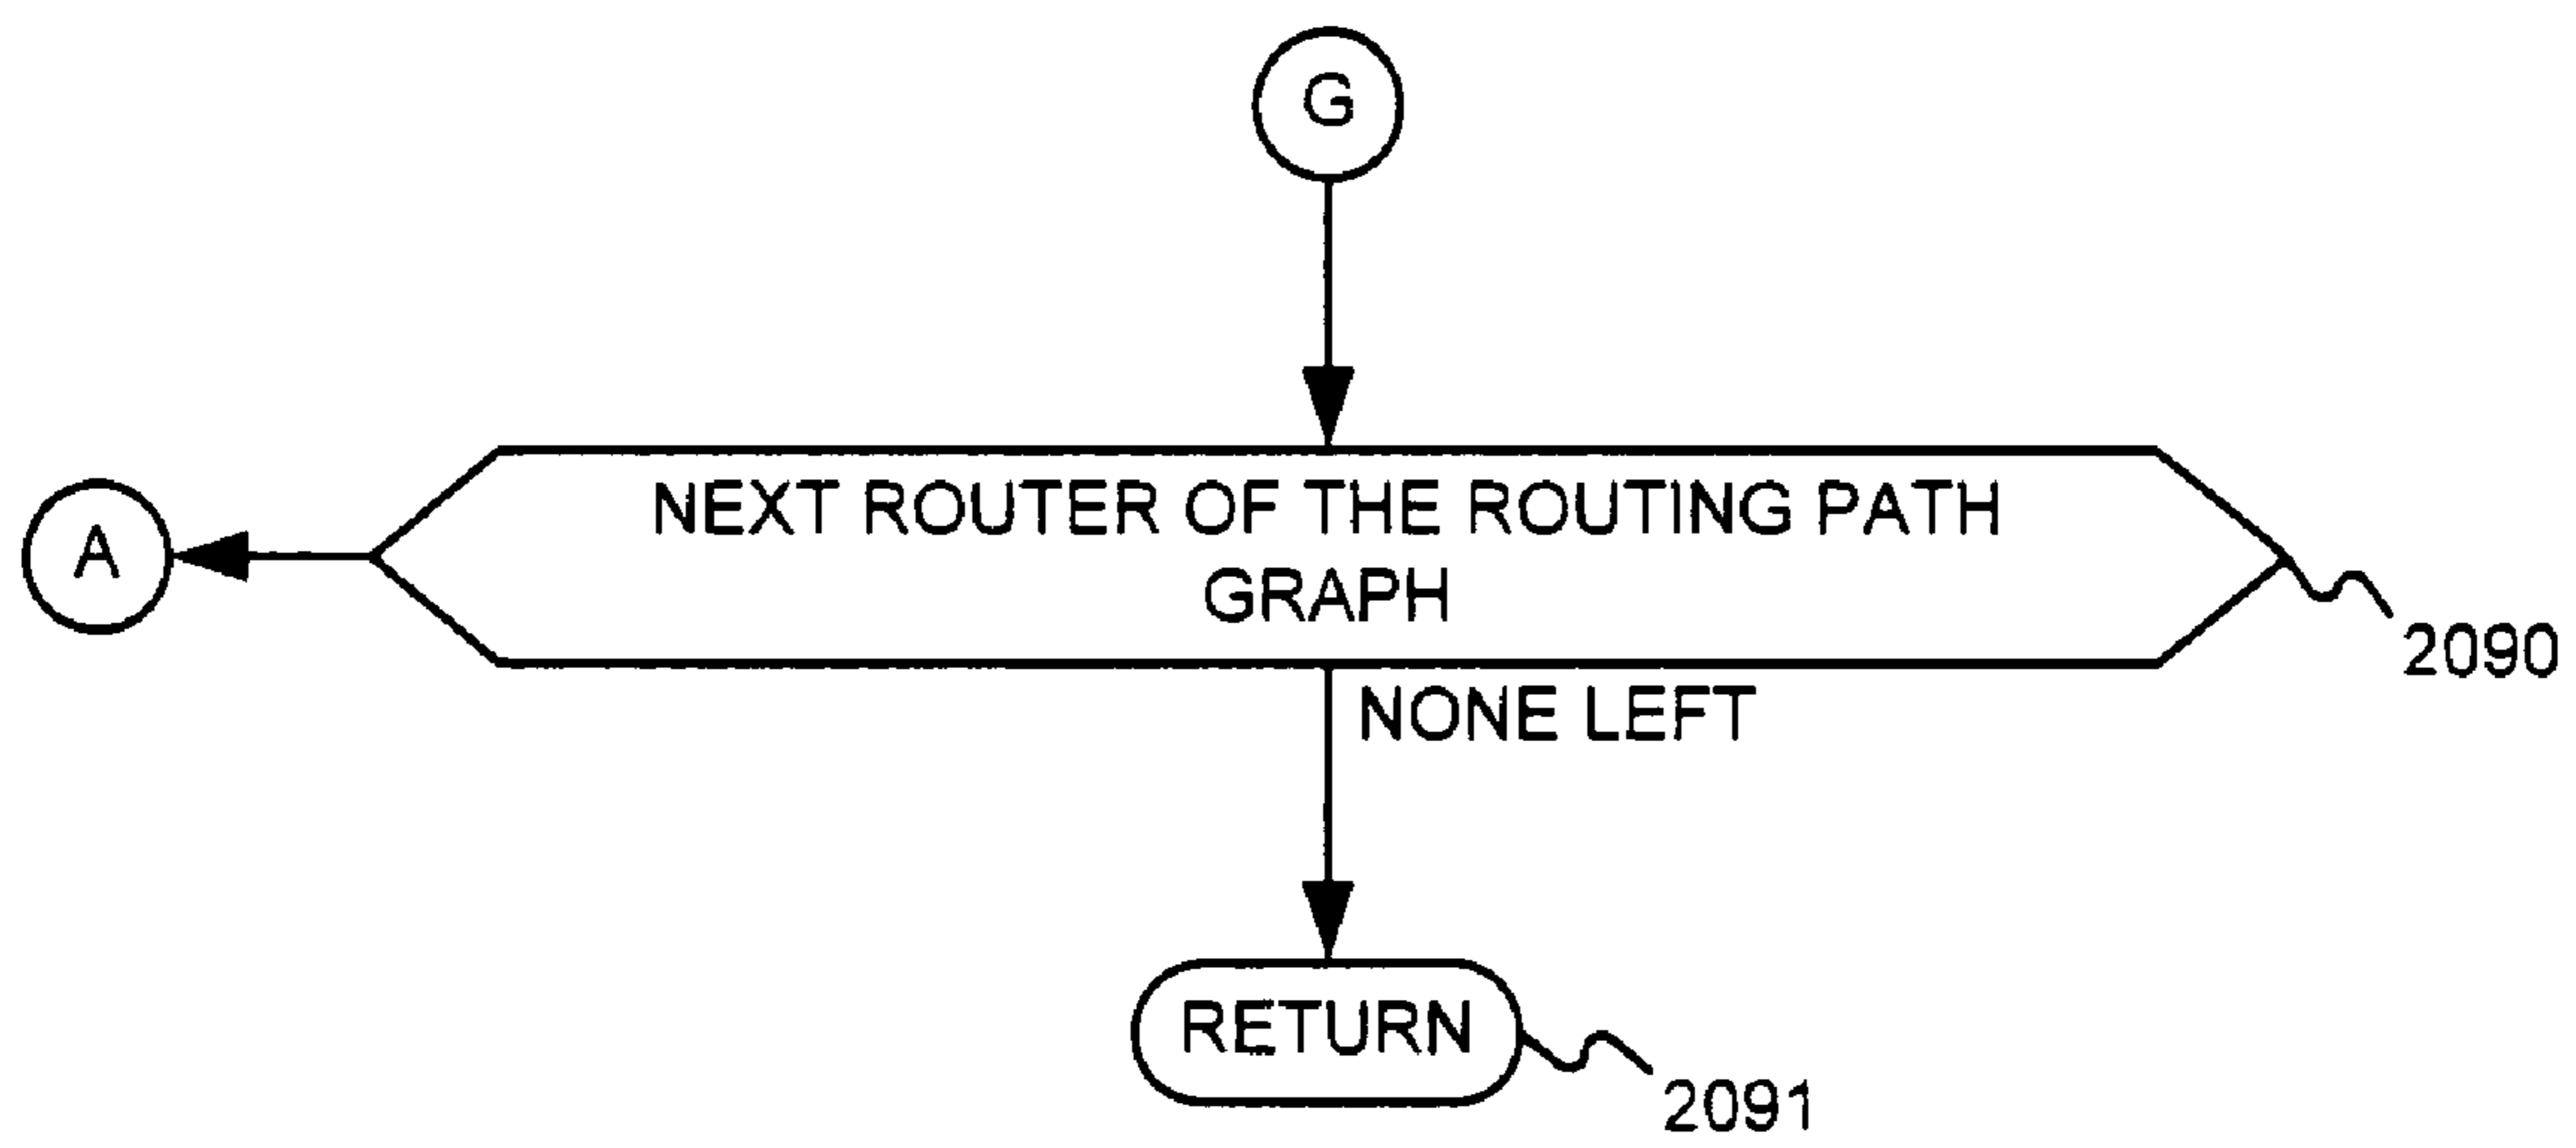 G
NEXT ROUTER OF THE ROUTING PATH
GRAPH
A
2090
NONE LEFT
RETURN
2091